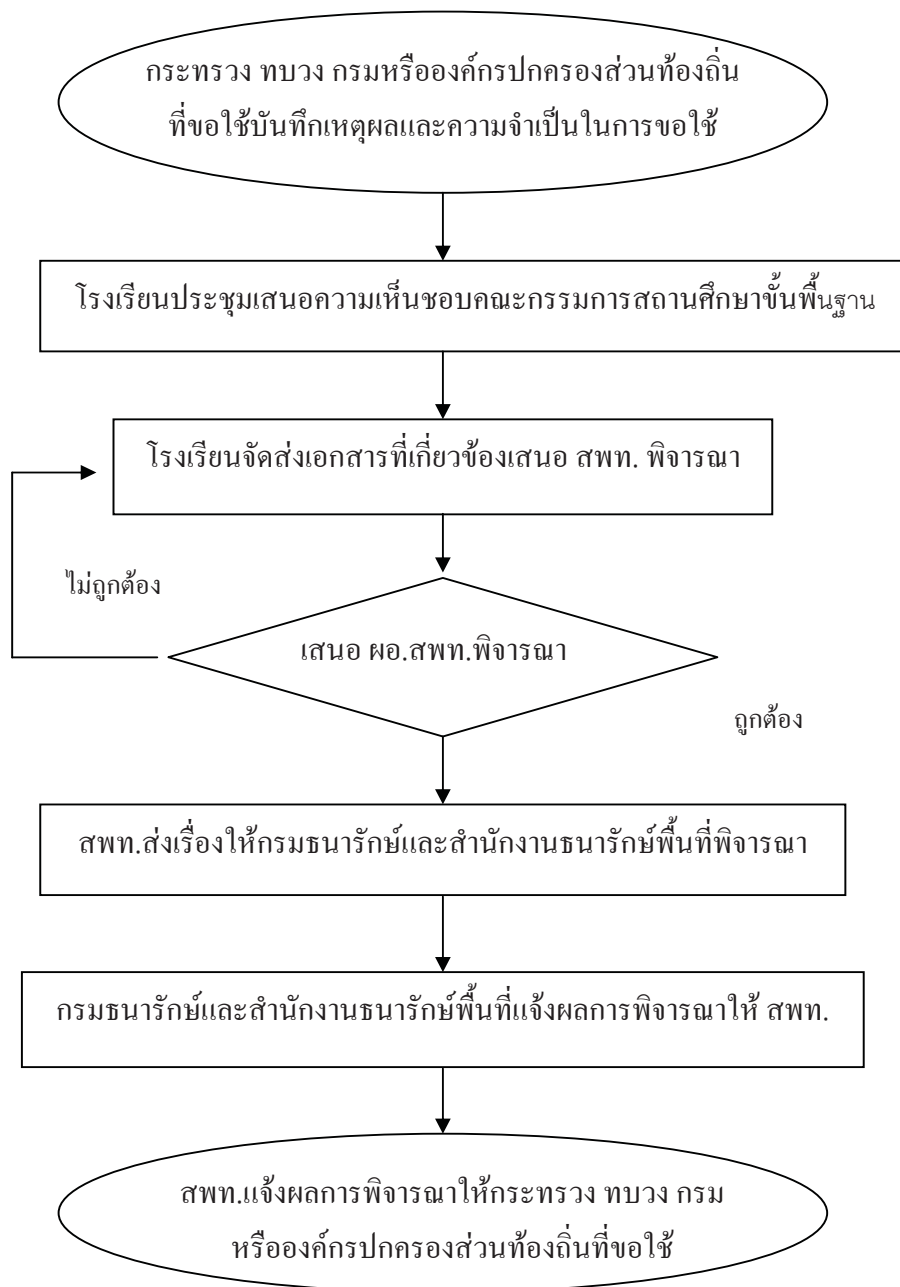 กระทรวง ทบวง กรมหรือองค์กรปกครองส่วนท้องถิ่น
ที่ขอใช้บันทึกเหตุผลและความจำเป็นในการขอใช้
โรงเรียนประชุมเสนอความเห็นชอบคณะกรรมการสถานศึกษาขั้นพื้นฐาน
โรงเรียนจัดส่งเอกสารที่เกี่ยวข้องเสนอ สพท. พิจารณา
ไม่ถูกต้อง
เสนอ ผอ.สพท.พิจารณา
ถูกต้อง
สพท.ส่งเรื่องให้กรมธนารักษ์และสำนักงานธนารักษ์พื้นที่พิจารณา
กรมธนารักษ์และสำนักงานธนารักษ์พื้นที่แจ้งผลการพิจารณาให้ สพท.
สพท.แจ้งผลการพิจารณาให้กระทรวง ทบวง กรม
หรือองค์กรปกครองส่วนท้องถิ่นที่ขอใช้